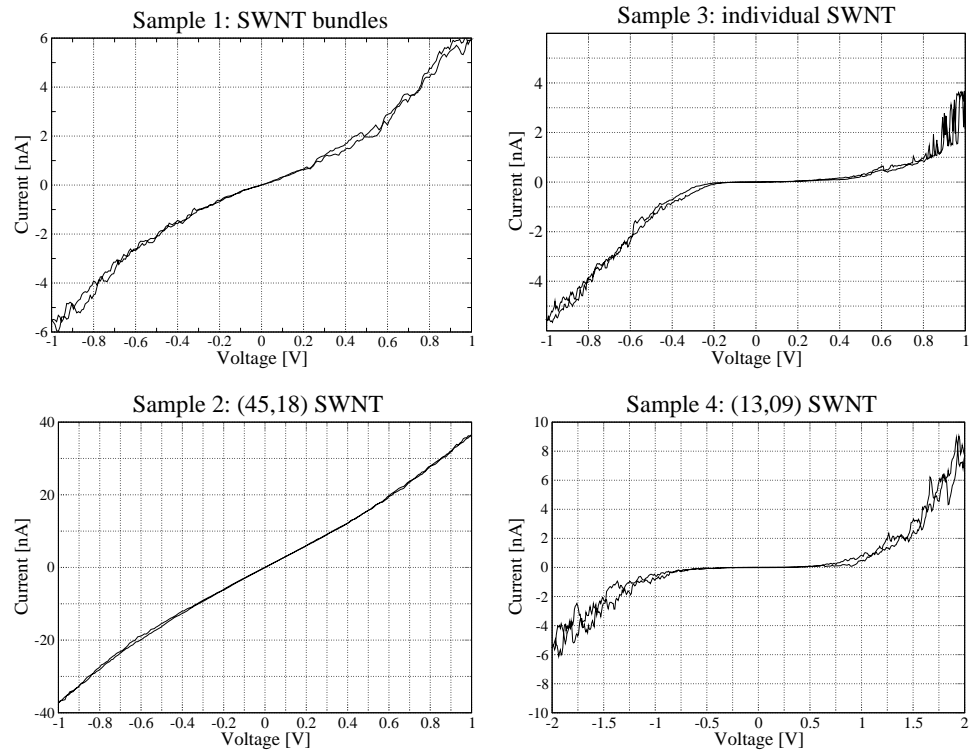 Sample 1: SWNT bundles
6
4
2
0
-2
-4
-6
Current [nA]
-1 -0.8 -0.6 -0.4 -0.2 0 0.2 0.4 0.6 0.8 1
Voltage [V]
Sample 3: individual SWNT
4
2
0
-2
-4
Current [nA]
-1 -0.8 -0.6 -0.4 -0.2 0 0.2 0.4 0.6 0.8 1
Voltage [V]
Sample 2: (45,18) SWNT
40
20
0
-20
-40
Current [nA]
-1 -0.8 -0.6 -0.4 -0.2 0 0.2 0.4 0.6 0.8 1
Voltage [V]
Sample 4: (13,09) SWNT
10
8
6
4
2
0
-2
-4
-6
-8
-10
Current [nA]
-2 -1.5 -1 -0.5 0 0.5 1 1.5 2
Voltage [V]